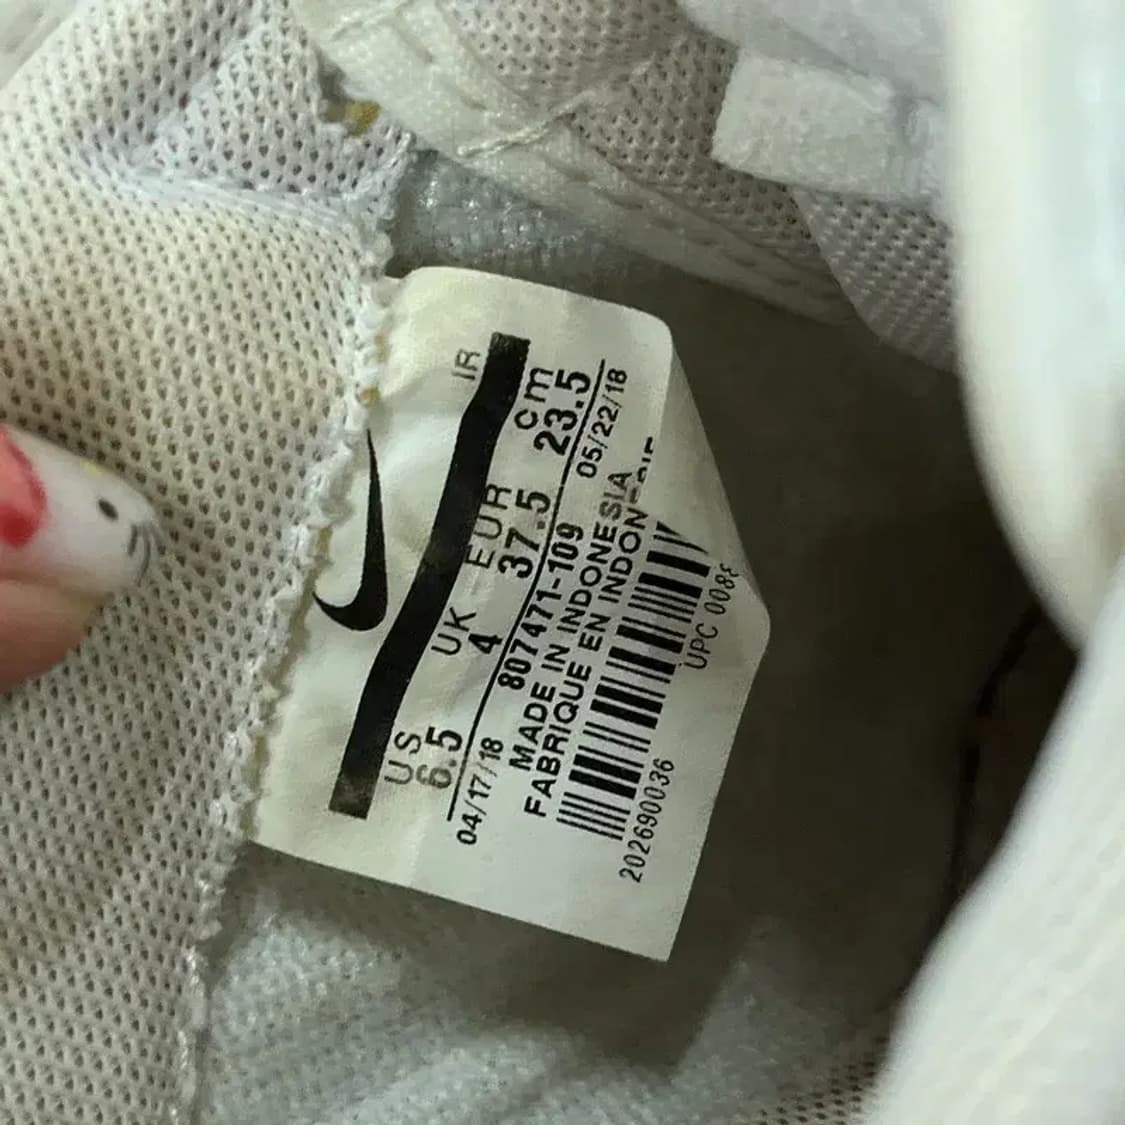 IR
US UK EUR cm
6.5 4 37.5 23.5
04/17/18 807471-109 05/22/18
MADE IN INDONESIA
FABRIQUE EN INDON
202690036 UPC 008